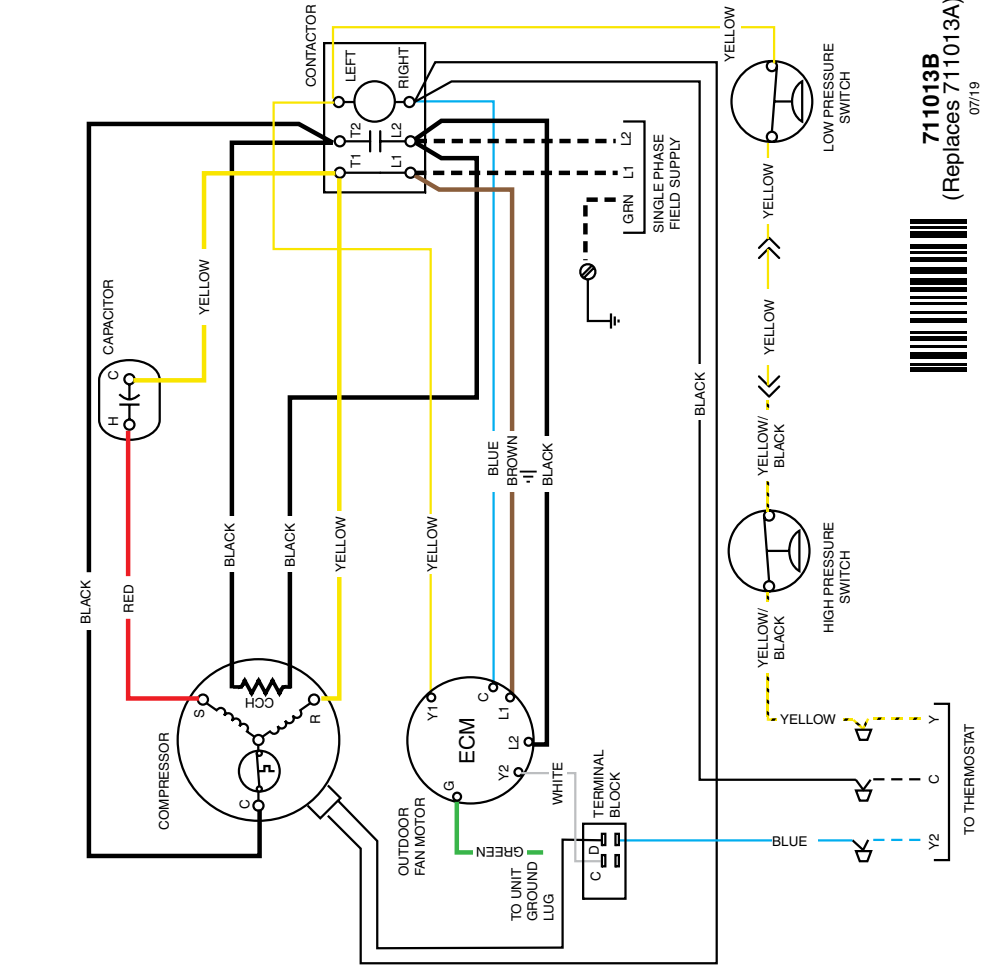 711013B
(Replaces 711013A)
07/19
CONTACTOR
LEFT
RIGHT
T2
L2
T1
L1
YELLOW
LOW PRESSURE
SWITCH
L2
L1
GRN
SINGLE PHASE
FIELD SUPPLY
CAPACITOR
C
H
YELLOW
YELLOW
YELLOW
YELLOW/
BLACK
HIGH PRESSURE
SWITCH
YELLOW/
BLACK
BLACK
RED
BLACK
BLACK
YELLOW
YELLOW
BLUE
BROWN
BLACK
BLACK
COMPRESSOR
S
CCH
R
C
OUTDOOR
FAN MOTOR
ECM
Y1
C
L1
L2
Y2
G
WHITE
GREEN
TO UNIT
GROUND
LUG
TERMINAL
BLOCK
D
C
YELLOW
BLUE
Y
C
Y2
TO THERMOSTAT